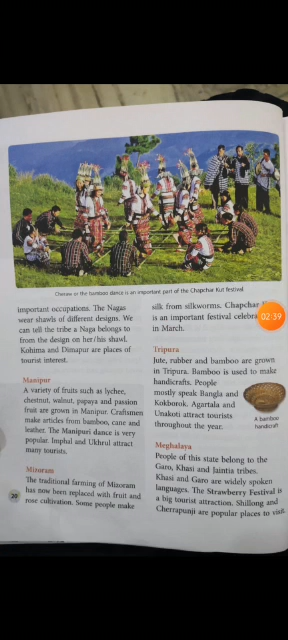 Cheraw or the bamboo dance is an important part of the Chapchar Kut festival
important occupations. The Nagas
wear shawls of different designs. We
can tell the tribe a Naga belongs to
from the design on her/his shawl.
Kohima and Dimapur are places of
tourist interest.
Manipur
A variety of fruits such as lychee,
chestnut, walnut, papaya and passion
fruit are grown in Manipur. Craftsmen
make articles from bamboo, cane and
leather. The Manipuri dance is very
popular. Imphal and Ukhrul attract
many tourists.
Mizoram
The traditional farming of Mizoram
has now been replaced with fruit and
rose cultivation. Some people make
20
silk from silkworms. Chapchar
is an important festival
in March.
02:39
Tripura
Jute, rubber and bamboo are grown
in Tripura. Bamboo is used to make
handicrafts. People
mostly speak Bangla and
Kokborok. Agartala and
Unakoti attract tourists
throughout the year.
A bamboo
handicraft
Meghalaya
People of this state belong to the
Garo, Khasi and Jaintia tribes.
Khasi and Garo are widely spoken
languages. The Strawberry Festival is
a big tourist attraction. Shillong and
Cherrapunji are popular places to visit.